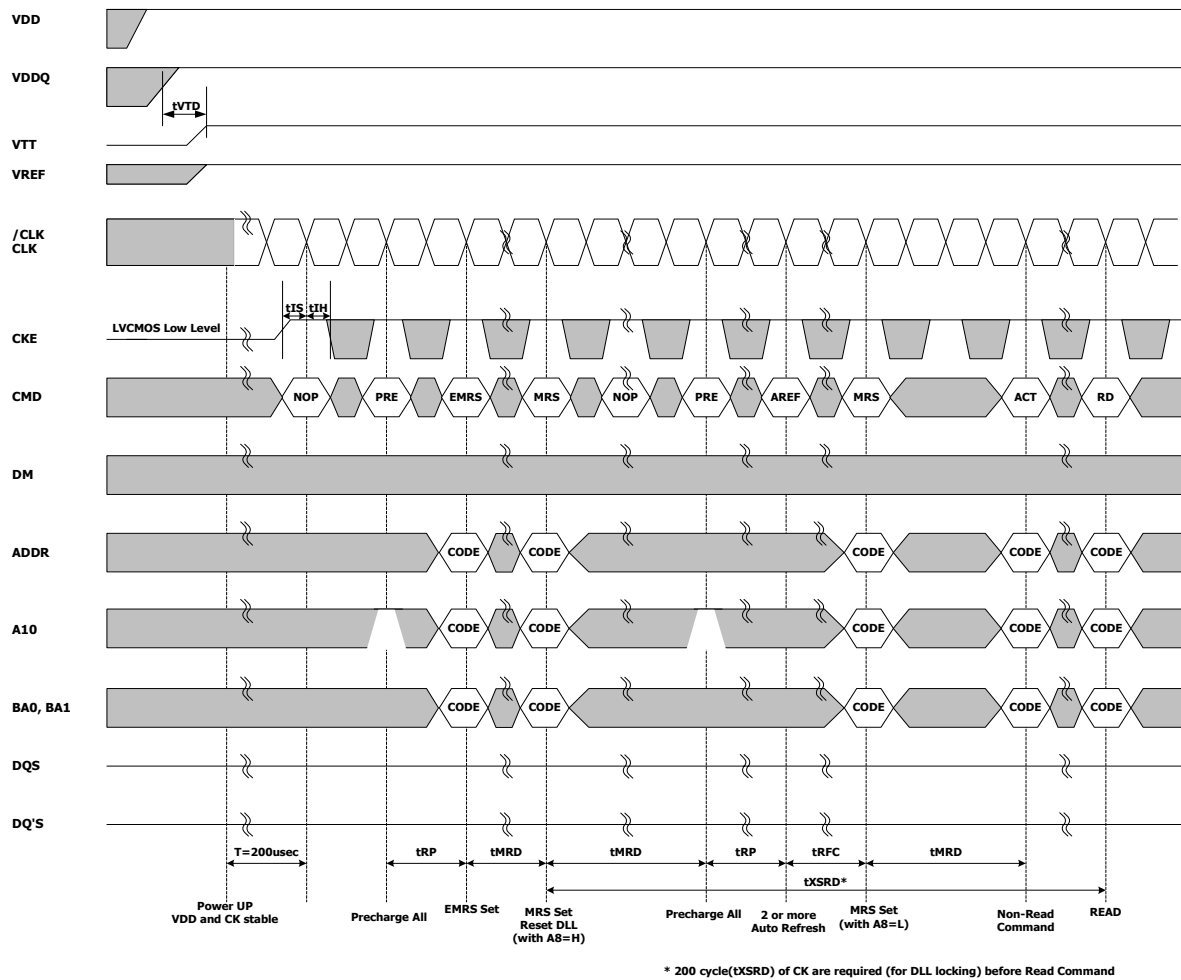 VDD
VDDQ
tVTD
VTT
VREF
/CLK
CLK
tIS tIH
LVCMOS Low Level
CKE
CMD
NOP PRE EMRS MRS NOP PRE AREF MRS ACT RD
DM
ADDR
CODE CODE CODE CODE CODE
A10
CODE CODE CODE CODE CODE
BA0, BA1
CODE CODE CODE CODE CODE
DQS
DQ'S
T=200usec tRP tMRD tMRD tRP tRFC tMRD
tXSRD*
Power UP
VDD and CK stable
Precharge All
EMRS Set
MRS Set
Reset DLL
(with A8=H)
Precharge All
2 or more
Auto Refresh
MRS Set
(with A8=L)
Non-Read
Command
READ
* 200 cycle(tXSRD) of CK are required (for DLL locking) before Read Command